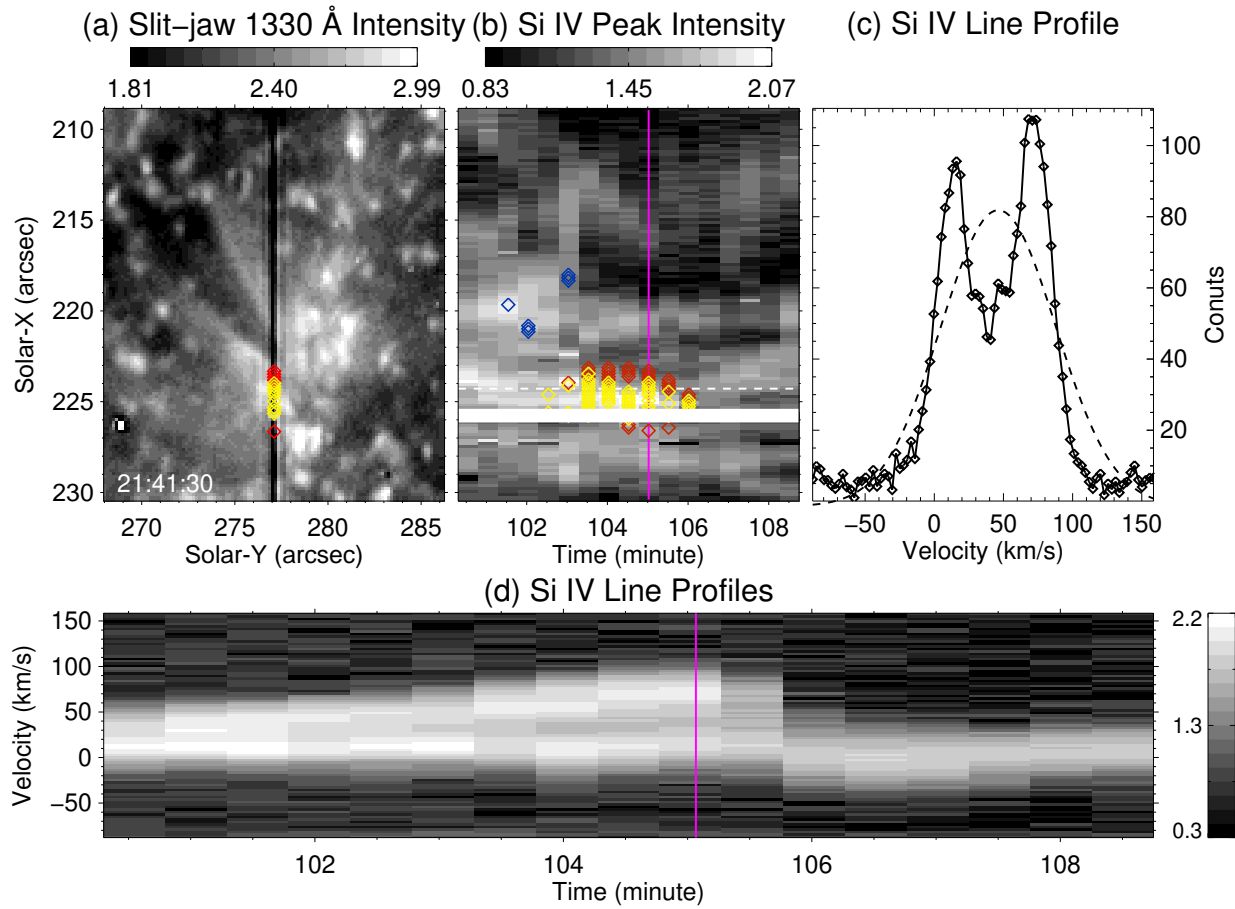 (a) Slit−jaw 1330 Å Intensity
(b) Si IV Peak Intensity
(c) Si IV Line Profile
1.81 2.40 2.99
0.83 1.45 2.07
210
215
220
225
230
Solar−X (arcsec)
21:41:30
270 275 280 285
Solar−Y (arcsec)
102 104 106 108
Time (minute)
100
80
60
40
20
Conuts
−50 0 50 100 150
Velocity (km/s)
(d) Si IV Line Profiles
150
100
50
0
−50
Velocity (km/s)
2.2
1.3
0.3
102 104 106 108
Time (minute)